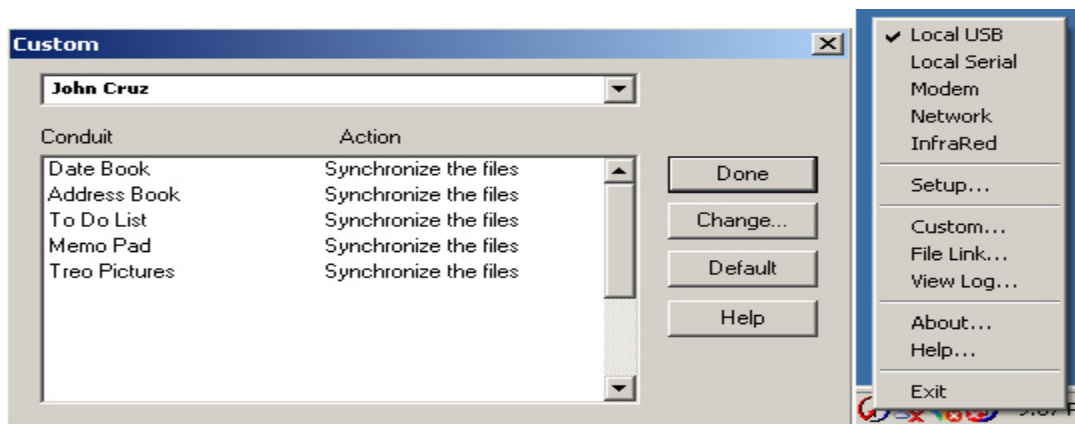 Custom
John Cruz
Conduit Action
Date Book Synchronize the files
Address Book Synchronize the files
To Do List Synchronize the files
Memo Pad Synchronize the files
Treo Pictures Synchronize the files
Done
Change...
Default
Help
Local USB
Local Serial
Modem
Network
InfraRed
Setup...
Custom...
File Link...
View Log...
About...
Help...
Exit